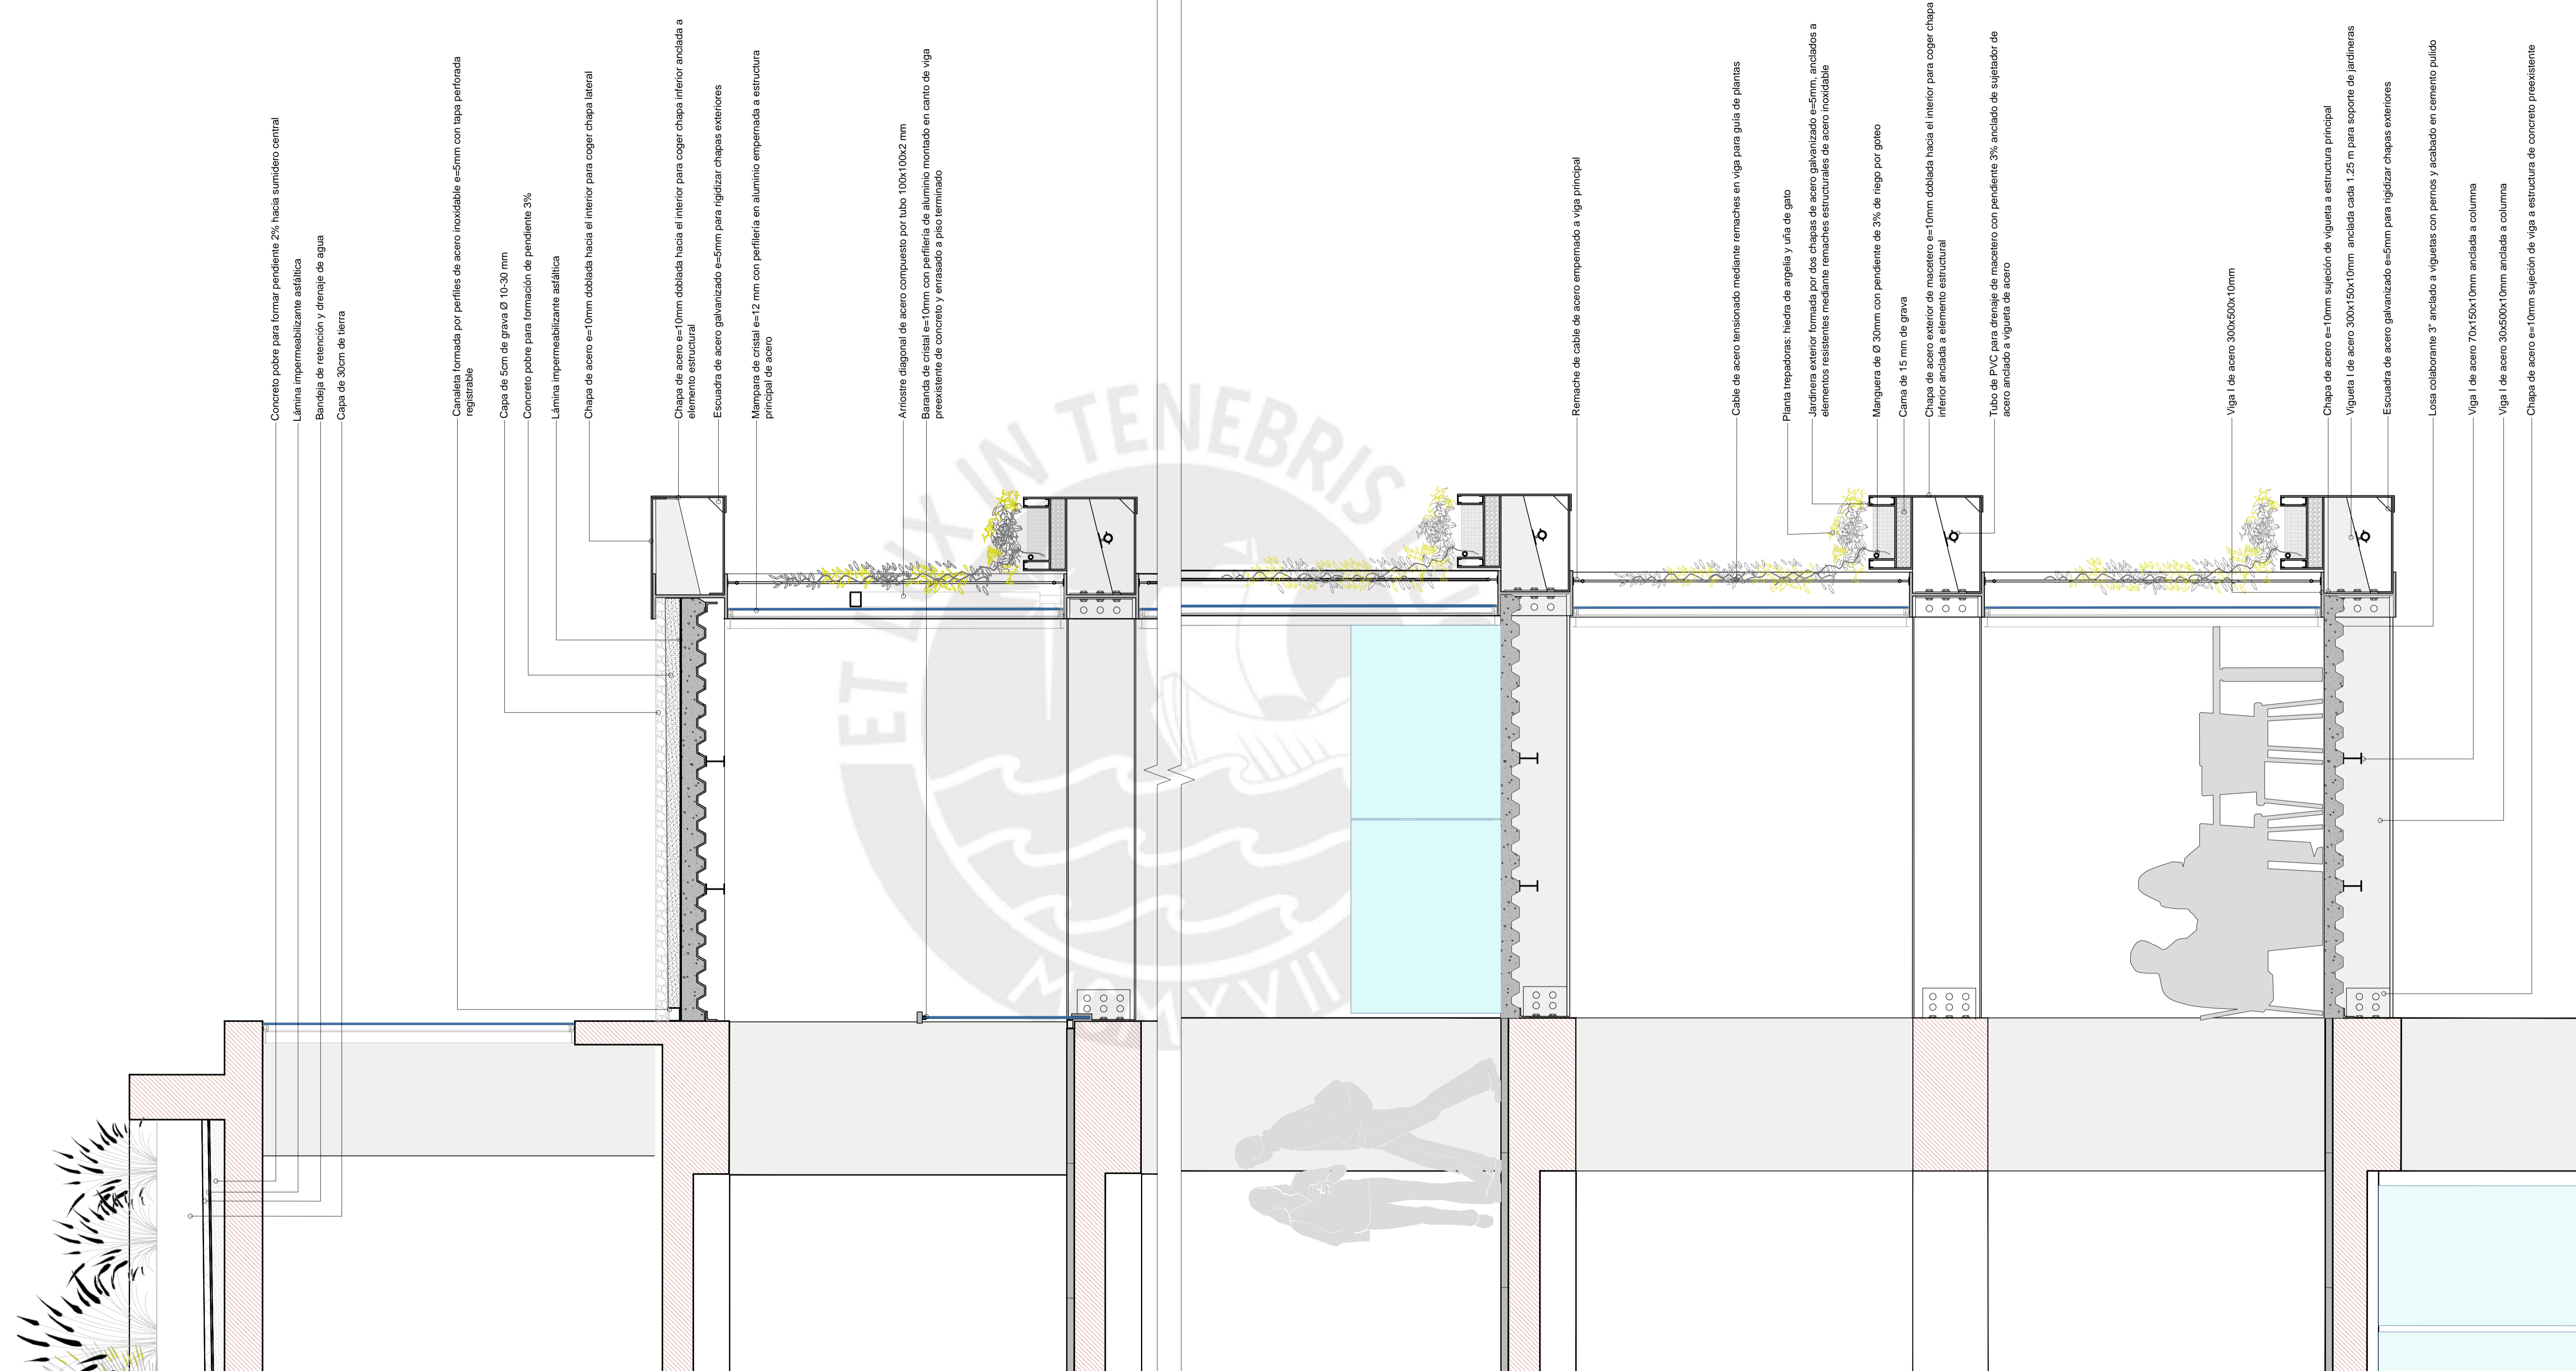 Concreto pobre para formar pendiente 2% hacia sumidero central
Lámina impermeabilizante asfáltica
Bandeja de retención y drenaje de agua
Capa de 30cm de tierra
Canaleta formada por perfiles de acero inoxidable e=5mm con tapa perforada
registrable
Capa de 5cm de grava Ø 10-30 mm
Concreto pobre para formación de pendiente 3%
Lámina impermeabilizante asfáltica
Chapa de acero e=10mm doblada hacia el interior para coger chapa lateral
Chapa de acero e=10mm doblada hacia el interior para coger chapa inferior anclada a
elemento estructural
Escuadra de acero galvanizado e=5mm para rigidizar chapas exteriores
Mampara de cristal e=12 mm con perfilería en aluminio empernada a estructura
principal de acero
Arriostre diagonal de acero compuesto por tubo 100x100x2 mm
Baranda de cristal e=10mm con perfilería de aluminio montado en canto de viga
preexistente de concreto y enrasado a piso terminado
Remache de cable de acero empernado a viga principal
Cable de acero tensionado mediante remaches en viga para guía de plantas
Planta trepadoras: hiedra de argelia y uña de gato
Jardinera exterior formada por dos chapas de acero galvanizado e=5mm, anclados a
elementos resistentes mediante remaches estructurales de acero inoxidable
Manguera de Ø 30mm con pendiente de 3% de riego por goteo
Cama de 15 mm de grava
Chapa de acero exterior de macetero e=10mm doblada hacia el interior para coger chapa
inferior anclada a elemento estructural
Tubo de PVC para drenaje de macetero con pendiente 3% anclado de sujetador de
acero anclado a vigueta de acero
Viga I de acero 300x500x10mm
Chapa de acero e=10mm sujeción de vigueta a estructura principal
Vigueta I de acero 300x150x10mm anclada cada 1.25 m para soporte de jardineras
Escuadra de acero galvanizado e=5mm para rigidizar chapas exteriores
Losa colaborante 3" anclado a viguetas con pernos y acabado en cemento pulido
Viga I de acero 70x150x10mm anclada a columna
Viga I de acero 30x500x10mm anclada a columna
Chapa de acero e=10mm sujeción de viga a estructura de concreto preexistente
ET LUX IN TENEBRIS
MCMXVII